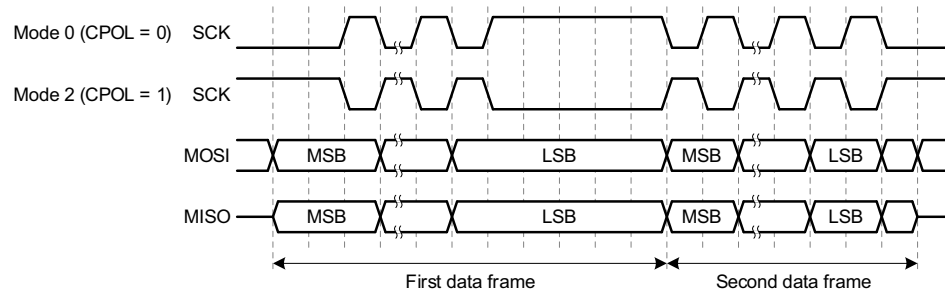 Mode 0 (CPOL = 0) SCK
Mode 2 (CPOL = 1) SCK
MOSI MSB LSB MSB LSB
MISO MSB LSB MSB LSB
First data frame Second data frame